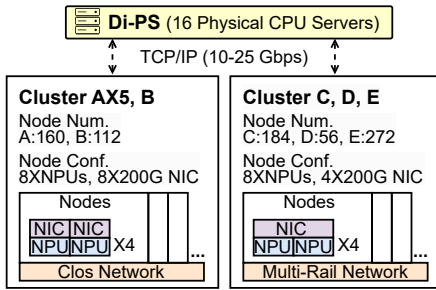 Di-PS (16 Physical CPU Servers)
TCP/IP (10-25 Gbps)
Cluster AX5, B
Node Num.
A:160, B:112
Node Conf.
8XNPUs, 8X200G NIC
Nodes
NIC NIC
NPU NPU X4
...
Clos Network
Cluster C, D, E
Node Num.
C:184, D:56, E:272
Node Conf.
8XNPUs, 4X200G NIC
Nodes
NIC
NPU NPU X4
...
Multi-Rail Network